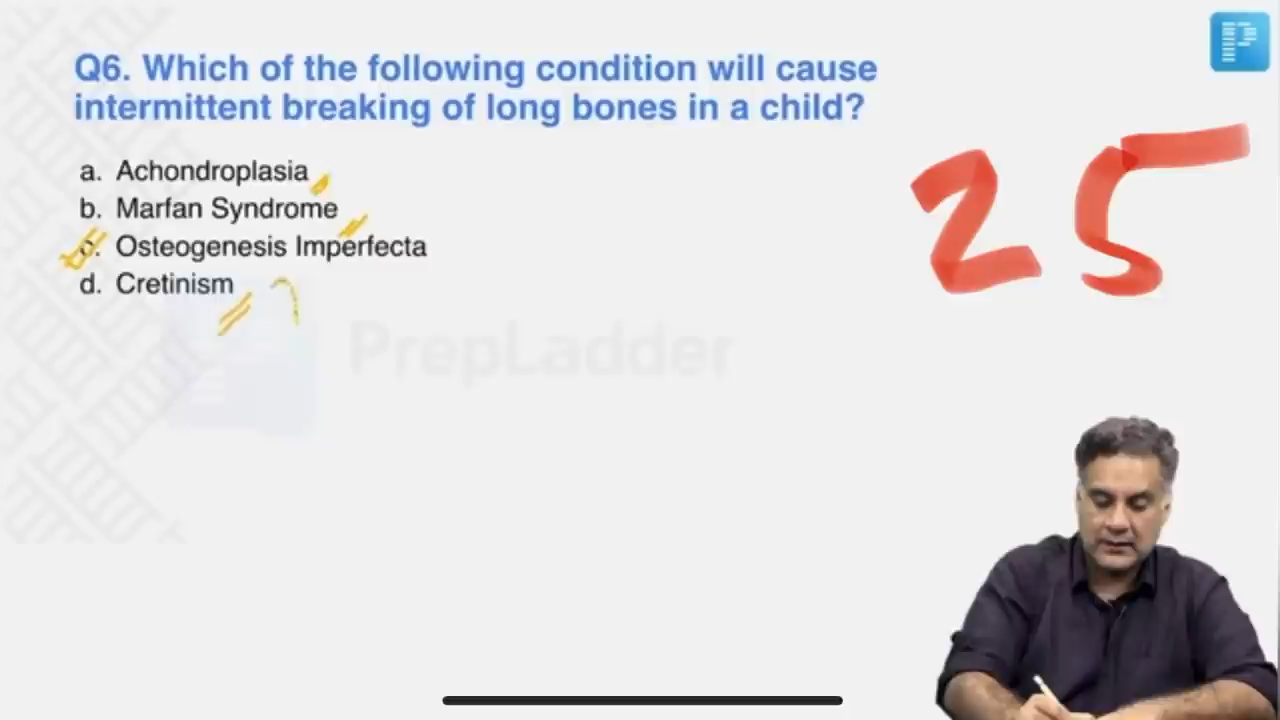 Q6. Which of the following condition will cause
intermittent breaking of long bones in a child?
a. Achondroplasia
b. Marfan Syndrome
c. Osteogenesis Imperfecta
d. Cretinism
25
PrepLadder